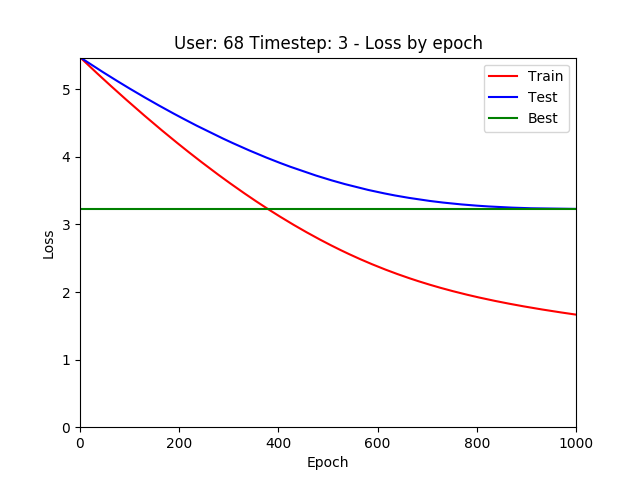 User: 68 Timestep: 3 - Loss by epoch
Train
Test
Best
5
4
3
2
1
0
Loss
0 200 400 600 800 1000
Epoch